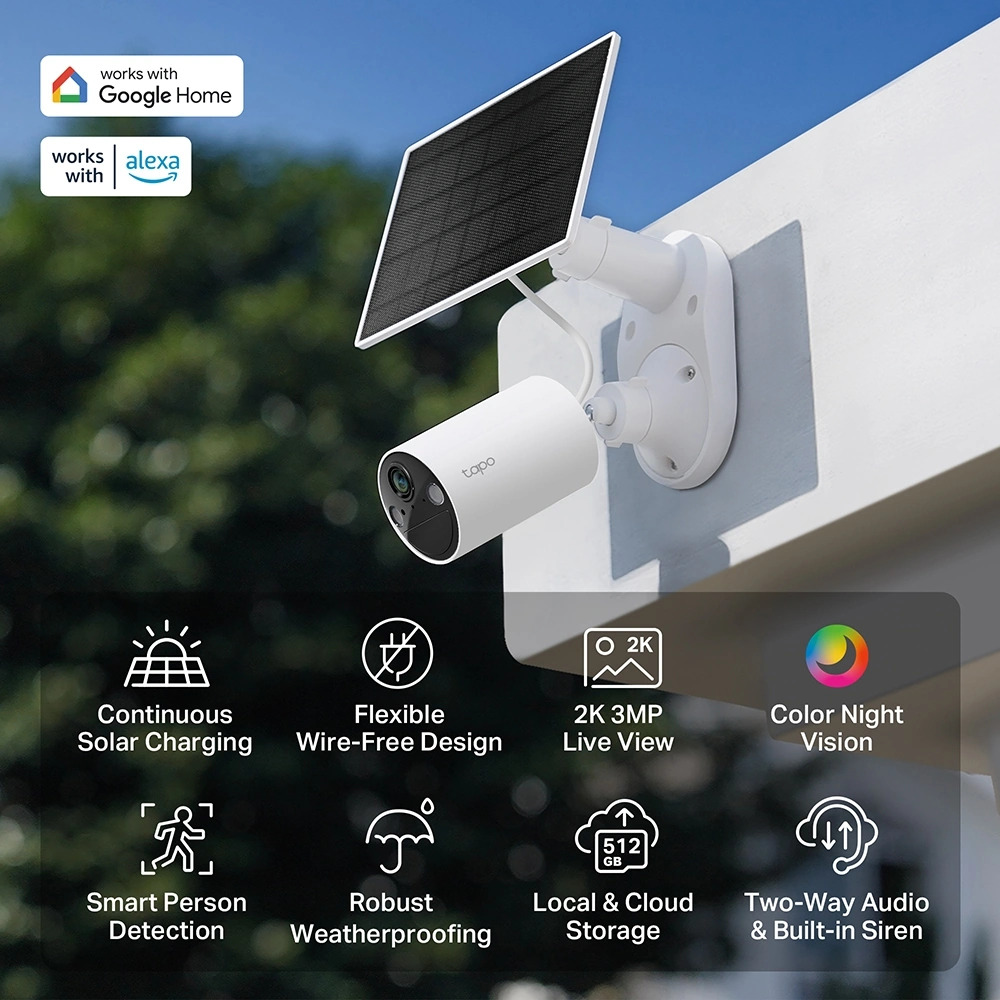 works with
Google Home
works
with
alexa
tapo
2K
Continuous
Solar Charging
Flexible
Wire-Free Design
2K 3MP
Live View
Color Night
Vision
512
GB
Smart Person
Detection
Robust
Weatherproofing
Local & Cloud
Storage
Two-Way Audio
& Built-in Siren